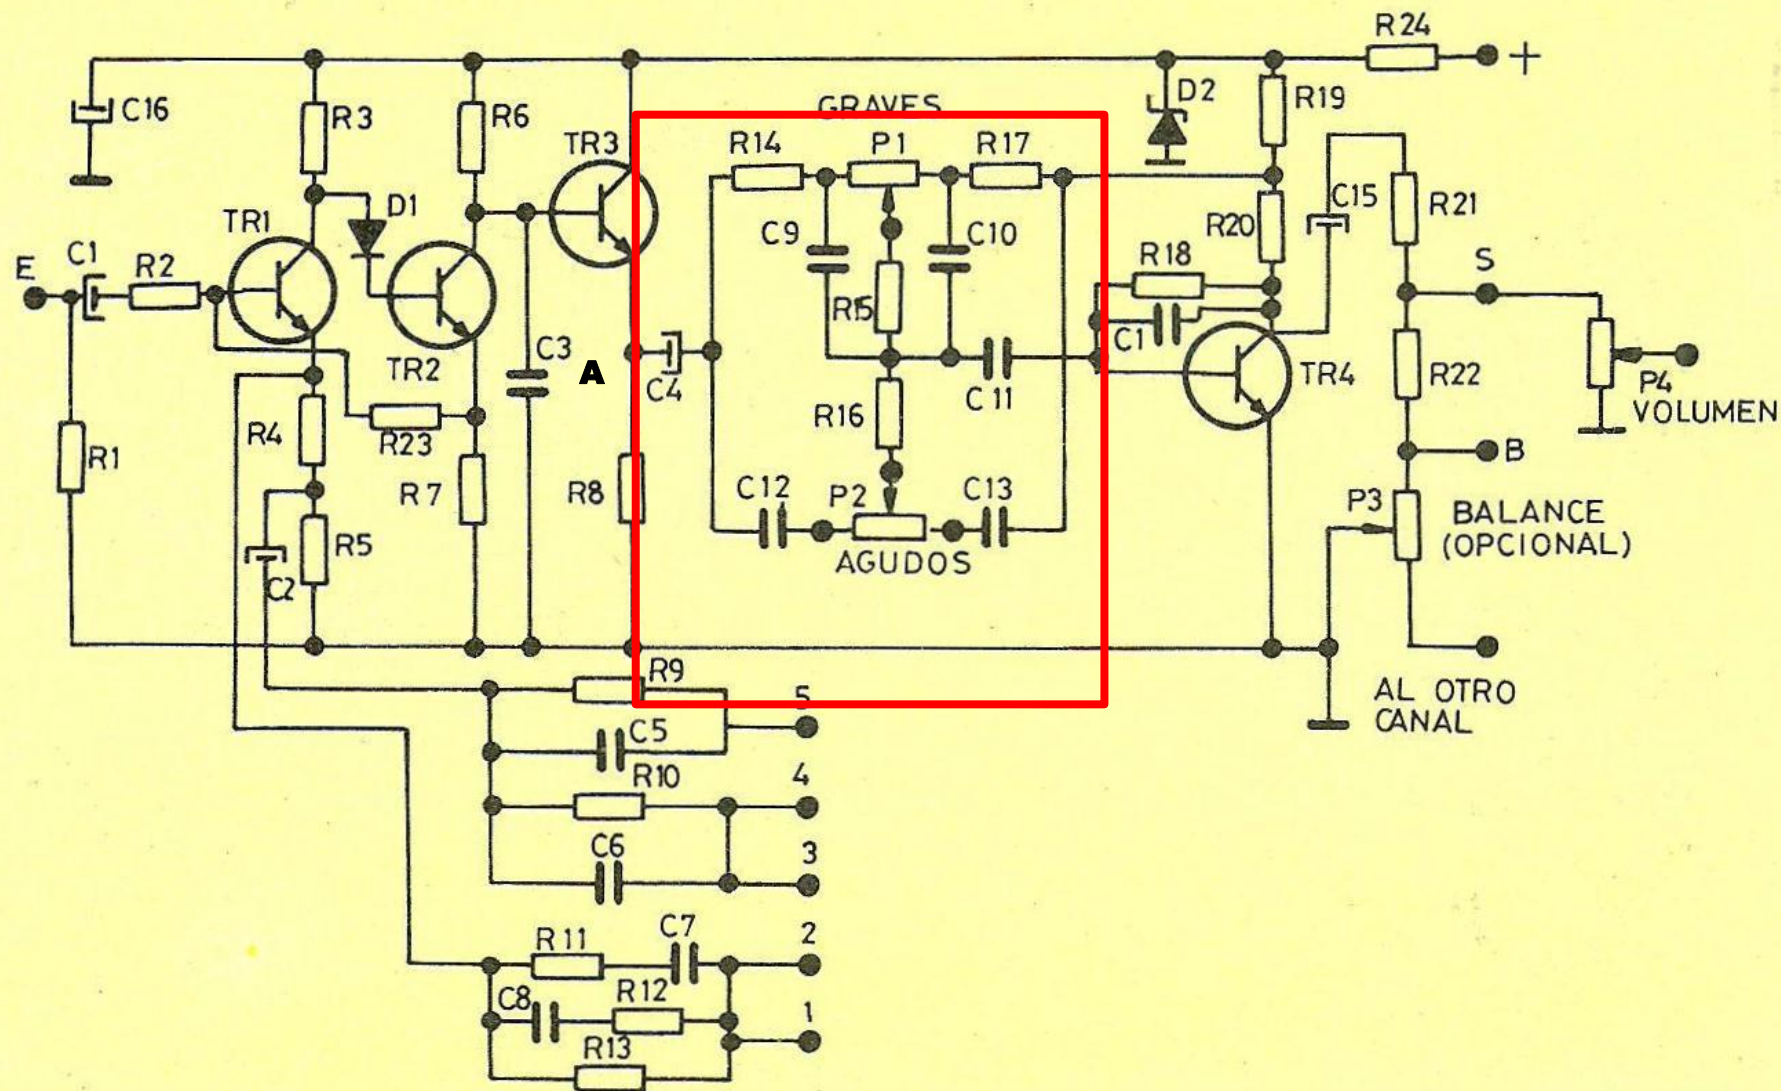 R24
+
C16
R3
R6
GRAVES
D2
R19
TR3
R14
P1
R17
TR1
D1
C9
C10
R20
C15
R21
E
C1
R2
R15
R18
S
TR2
C3
A
C4
C11
C1
TR4
R22
P4
VOLUMEN
R4
R23
R16
R1
R7
R8
C12
P2
C13
B
P3
BALANCE
(OPCIONAL)
R5
AGUDOS
C2
R9
5
AL OTRO
CANAL
C5
R10
4
C6
3
R11
C7
2
C8
R12
1
R13